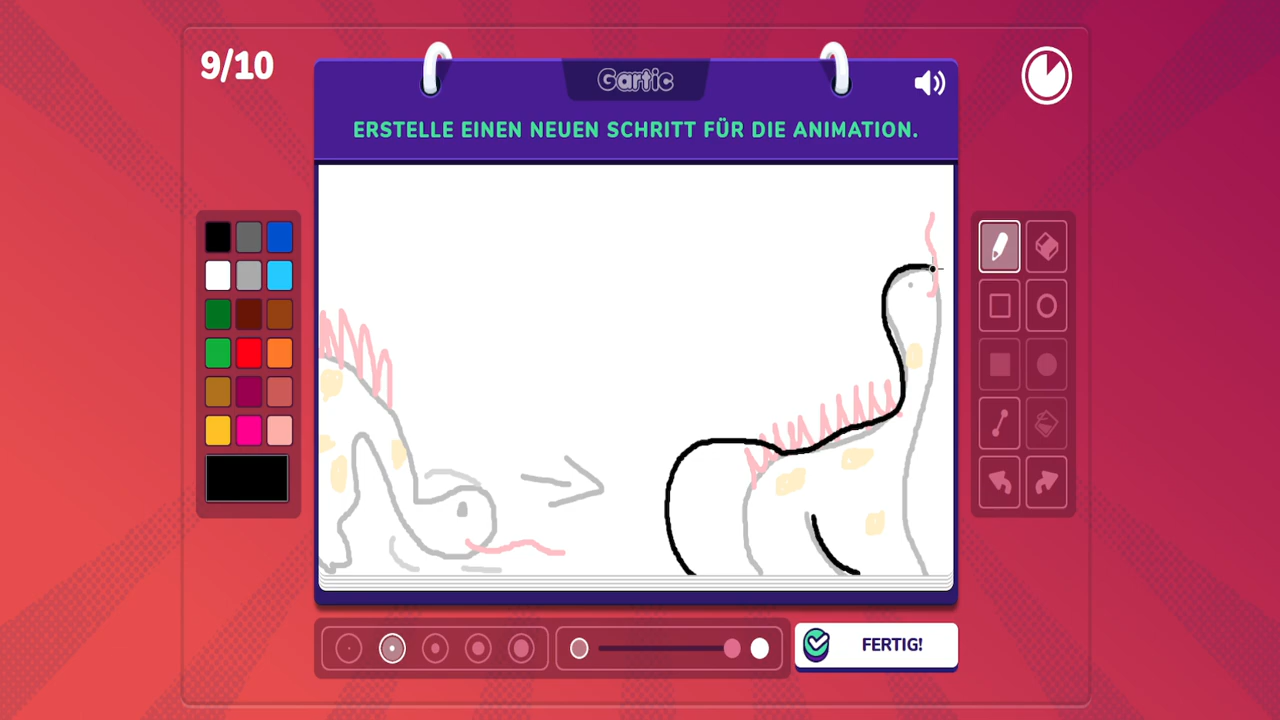 9/10
Gartic
ERSTELLE EINEN NEUEN SCHRITT FÜR DIE ANIMATION.
FERTIG!